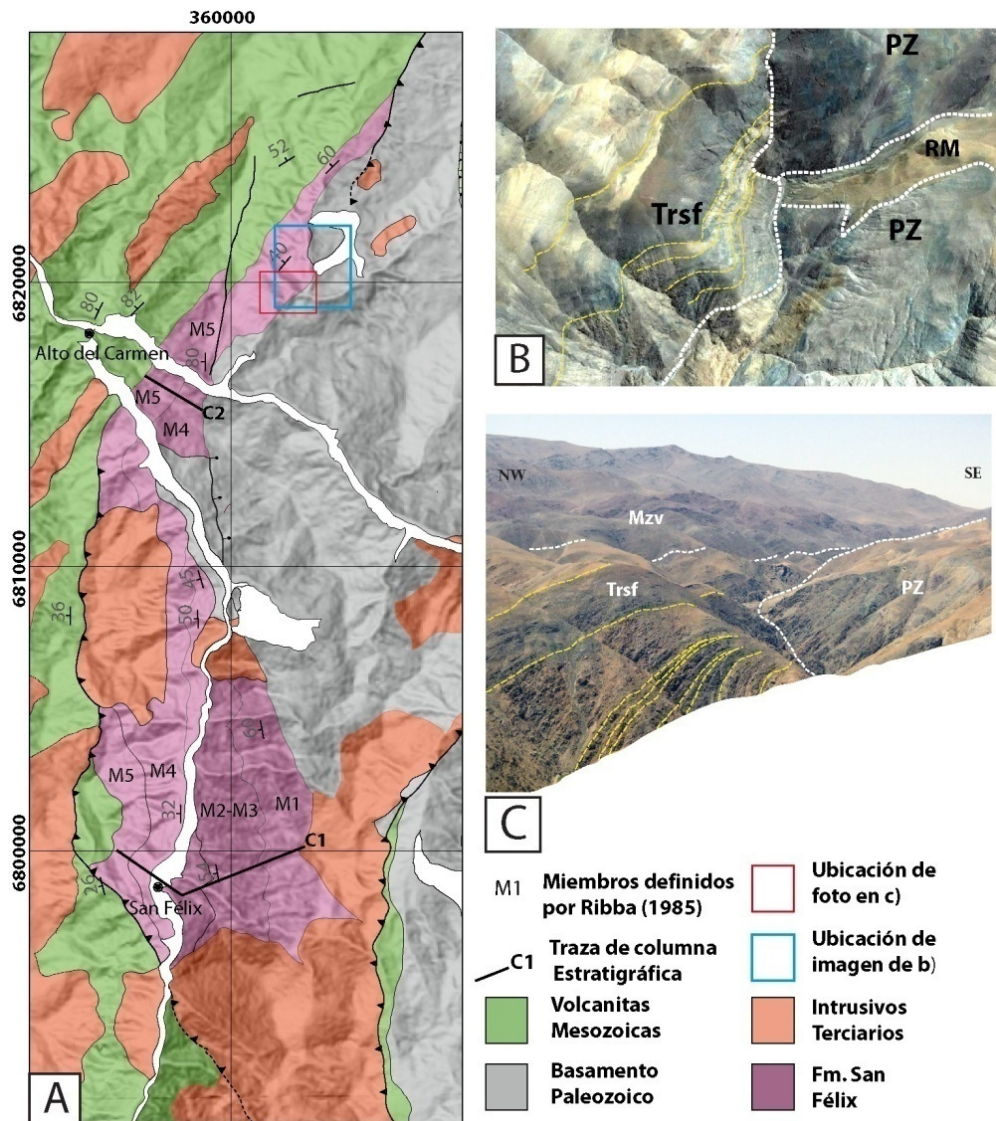 360000
6820000
6810000
6800000
52
60
40
80
82
M5
80
Alto del Carmen
M5
C2
M4
45
50
36
60
M5
M4
M2-M3
M1
32
C1
54
26
San Félix
A
PZ
RM
Trsf
PZ
B
NW
SE
Mzv
Trsf
PZ
C
M1
Miembros definidos
por Ribba (1985)
C1
Traza de columna
Estratigráfica
Volcanitas
Mesozoicas
Basamento
Paleozoico
Ubicación de
foto en c)
Ubicación de
imagen de b)
Intrusivos
Terciarios
Fm. San
Félix